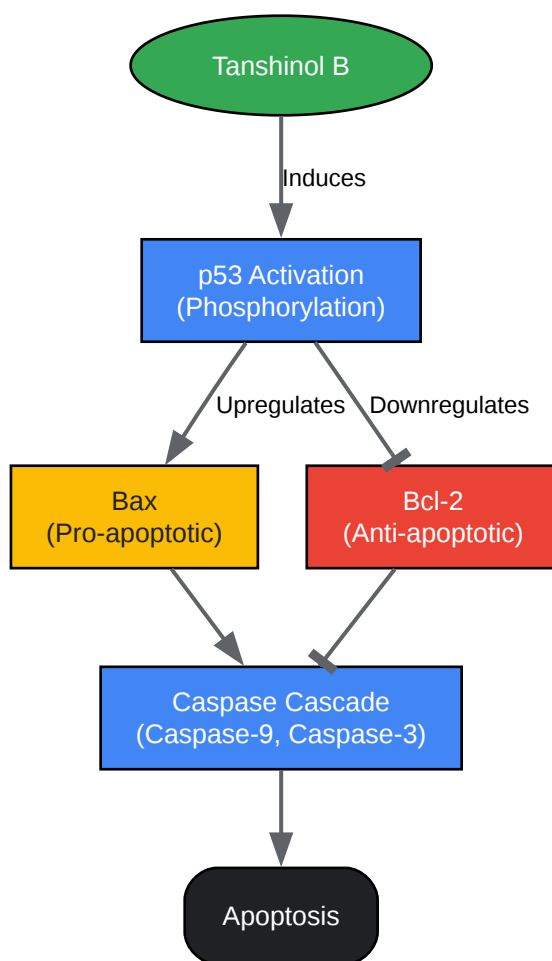 Tanshinol B
Induces
p53 Activation
(Phosphorylation)
Upregulates
Downregulates
Bax
(Pro-apoptotic)
Bcl-2
(Anti-apoptotic)
Caspase Cascade
(Caspase-9, Caspase-3)
Apoptosis